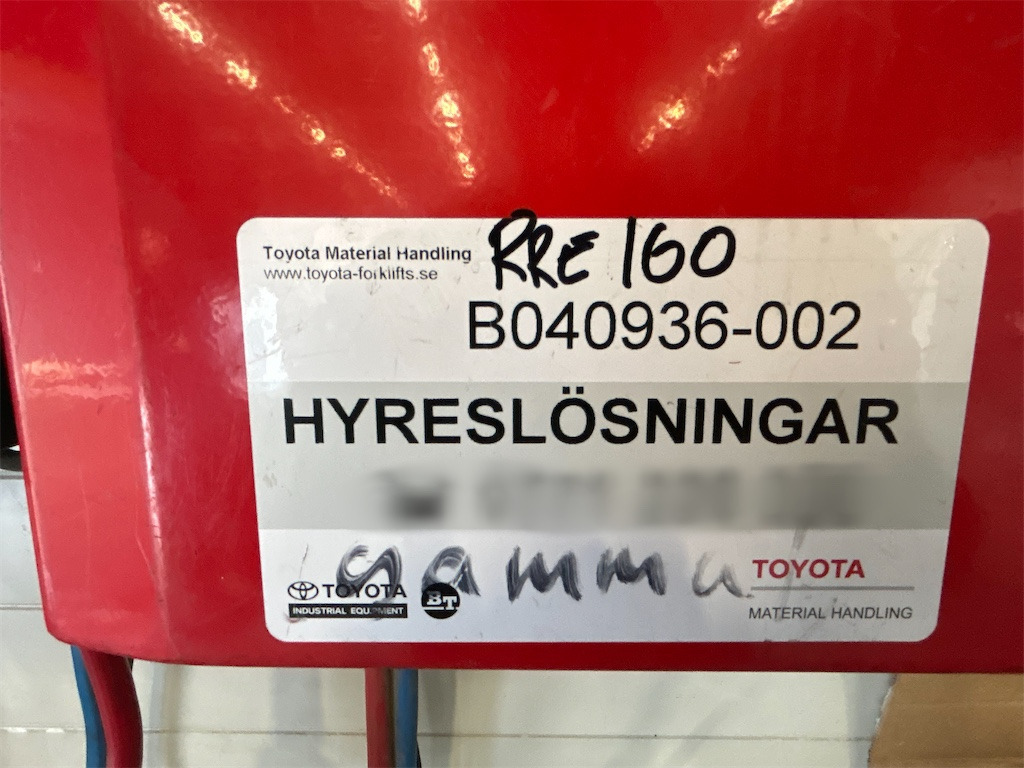 Toyota Material Handling RRE 160
www.toyota-forklifts.se
B040936-002
HYRESLÖSNINGAR
gamma
TOYOTA
INDUSTRIAL EQUIPMENT
BT
TOYOTA
MATERIAL HANDLING